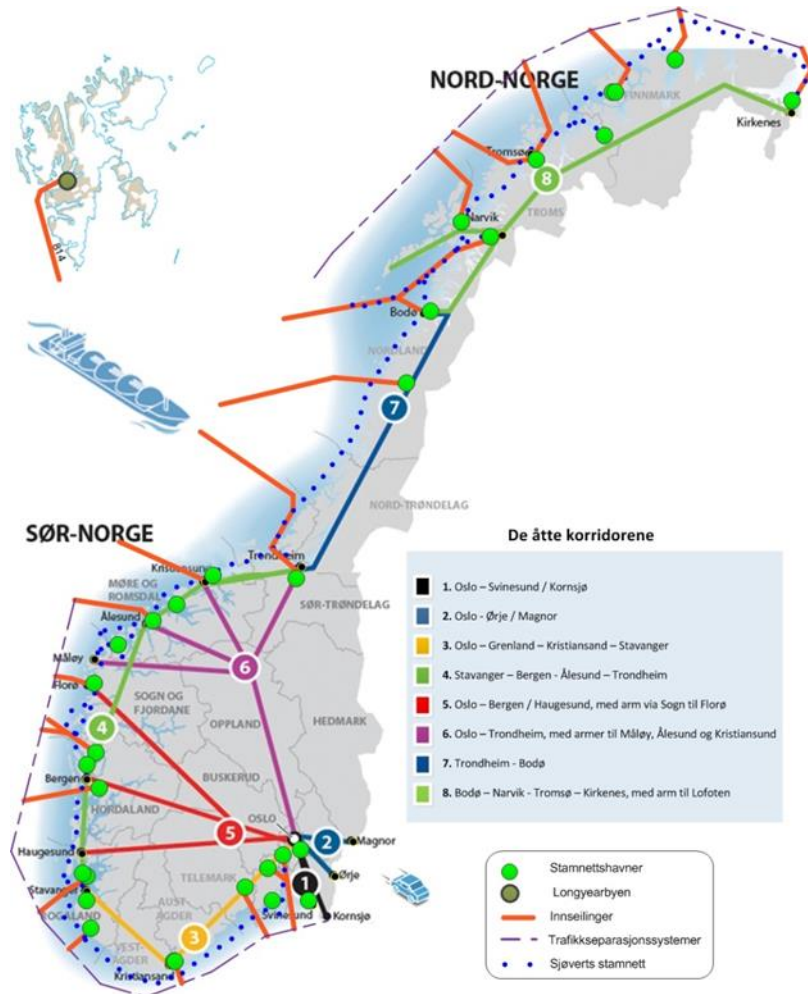 NORD-NORGE
FINNMARK
Kirkenes
Tromsø
8
TROMS
Narvik
814
Bodø
NORDLAND
7
NORD-TRØNDELAG
SØR-NORGE
Trondheim
Kristiansund
MØRE OG
ROMSDAL
SØR-TRØNDELAG
Ålesund
Måløy
6
Florø
SOGN OG
FJORDANE
OPPLAND
HEDMARK
4
BUSKERUD
Bergen
HORDALAND
OSLO
5
2
Magnor
Haugesund
Ørje
TELEMARK
1
Stavanger
ROGALAND
AUST-
AGDER
Svinesund
Kornsjø
3
VEST-
AGDER
Kristiansand
De åtte korridorene
1. Oslo – Svinesund / Kornsjø
2. Oslo - Ørje / Magnor
3. Oslo – Grenland – Kristiansand – Stavanger
4. Stavanger – Bergen - Ålesund – Trondheim
5. Oslo – Bergen / Haugesund, med arm via Sogn til Florø
6. Oslo – Trondheim, med armer til Måløy, Ålesund og Kristiansund
7. Trondheim - Bodø
8. Bodø – Narvik - Tromsø – Kirkenes, med arm til Lofoten
Stamnettshavner
Longyearbyen
Innseilinger
Trafikkseparasjonssystemer
Sjøverts stamnett